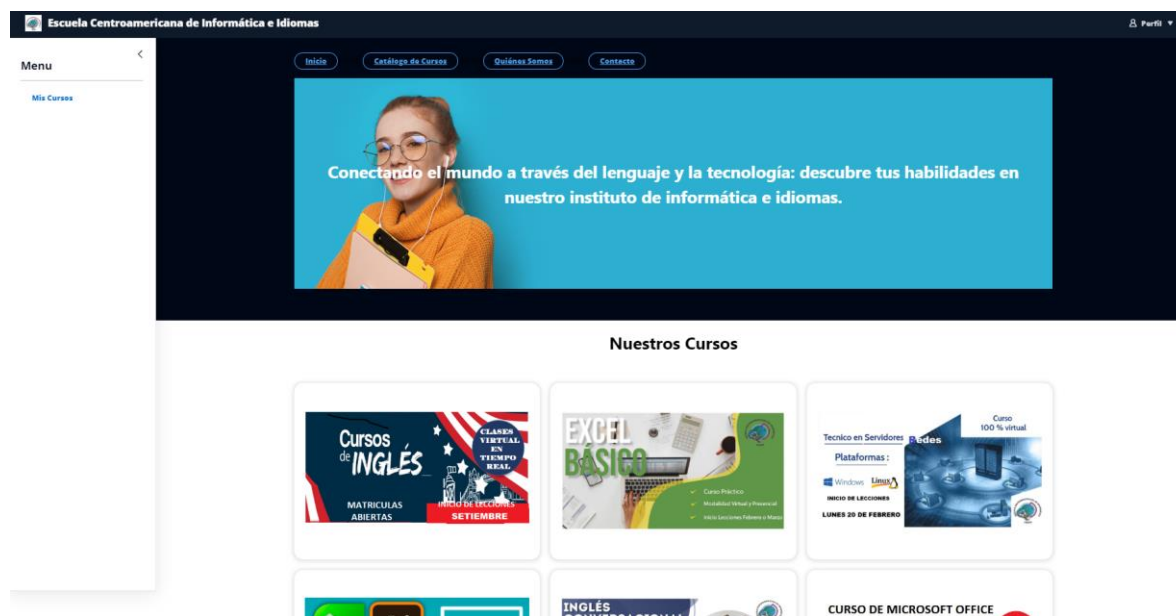 Escuela Centroamericana de Informática e Idiomas
Perfil
Menu
Mis Cursos
Inicio
Catálogo de Cursos
Quiénes Somos
Contacto
Conectando el mundo a través del lenguaje y la tecnología: descubre tus habilidades en
nuestro instituto de informática e idiomas.
Nuestros Cursos
Cursos
de INGLÉS
CLASES
VIRTUAL
EN
TIEMPO
REAL
MATRICULAS
ABIERTAS
INICIO DE LECCIONES
SETIEMBRE
EXCEL
BÁSICO
Curso Práctico
Modalidad Virtual y Presencial
Inicio Lecciones Febrero o Marzo
Curso
100 % virtual
Tecnico en Servidores Redes
Plataformas :
Windows Linux
INICIO DE LECCIONES
LUNES 20 DE FEBRERO
INGLÉS
CONVERSACIONAL
CURSO DE MICROSOFT OFFICE